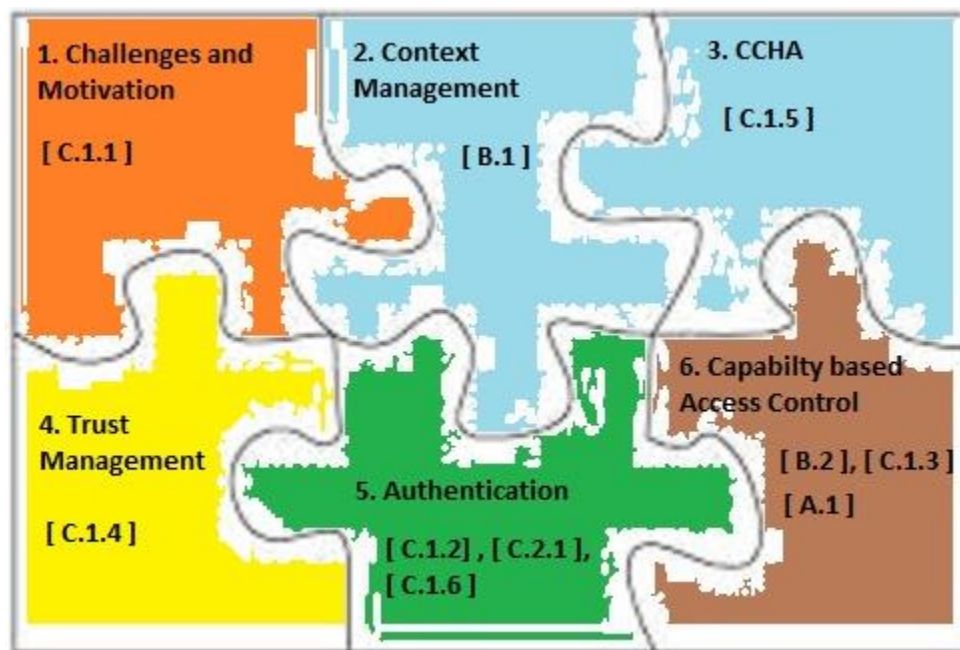 1. Challenges and
Motivation
[ C.1.1 ]
2. Context
Management
[ B.1 ]
3. CCHA
[ C.1.5 ]
4. Trust
Management
[ C.1.4 ]
5. Authentication
[ C.1.2] , [ C.2.1 ],
[ C.1.6 ]
6. Capabilty based
Access Control
[ B.2 ], [ C.1.3 ]
[ A.1 ]